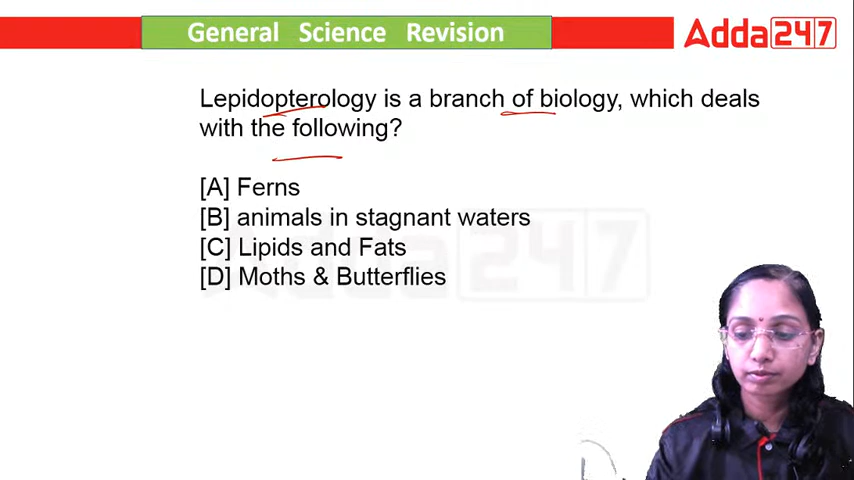 General Science Revision
Adda247
Lepidopterology is a branch of biology, which deals
with the following?
[A] Ferns
[B] animals in stagnant waters
[C] Lipids and Fats
[D] Moths & Butterflies
Adda247